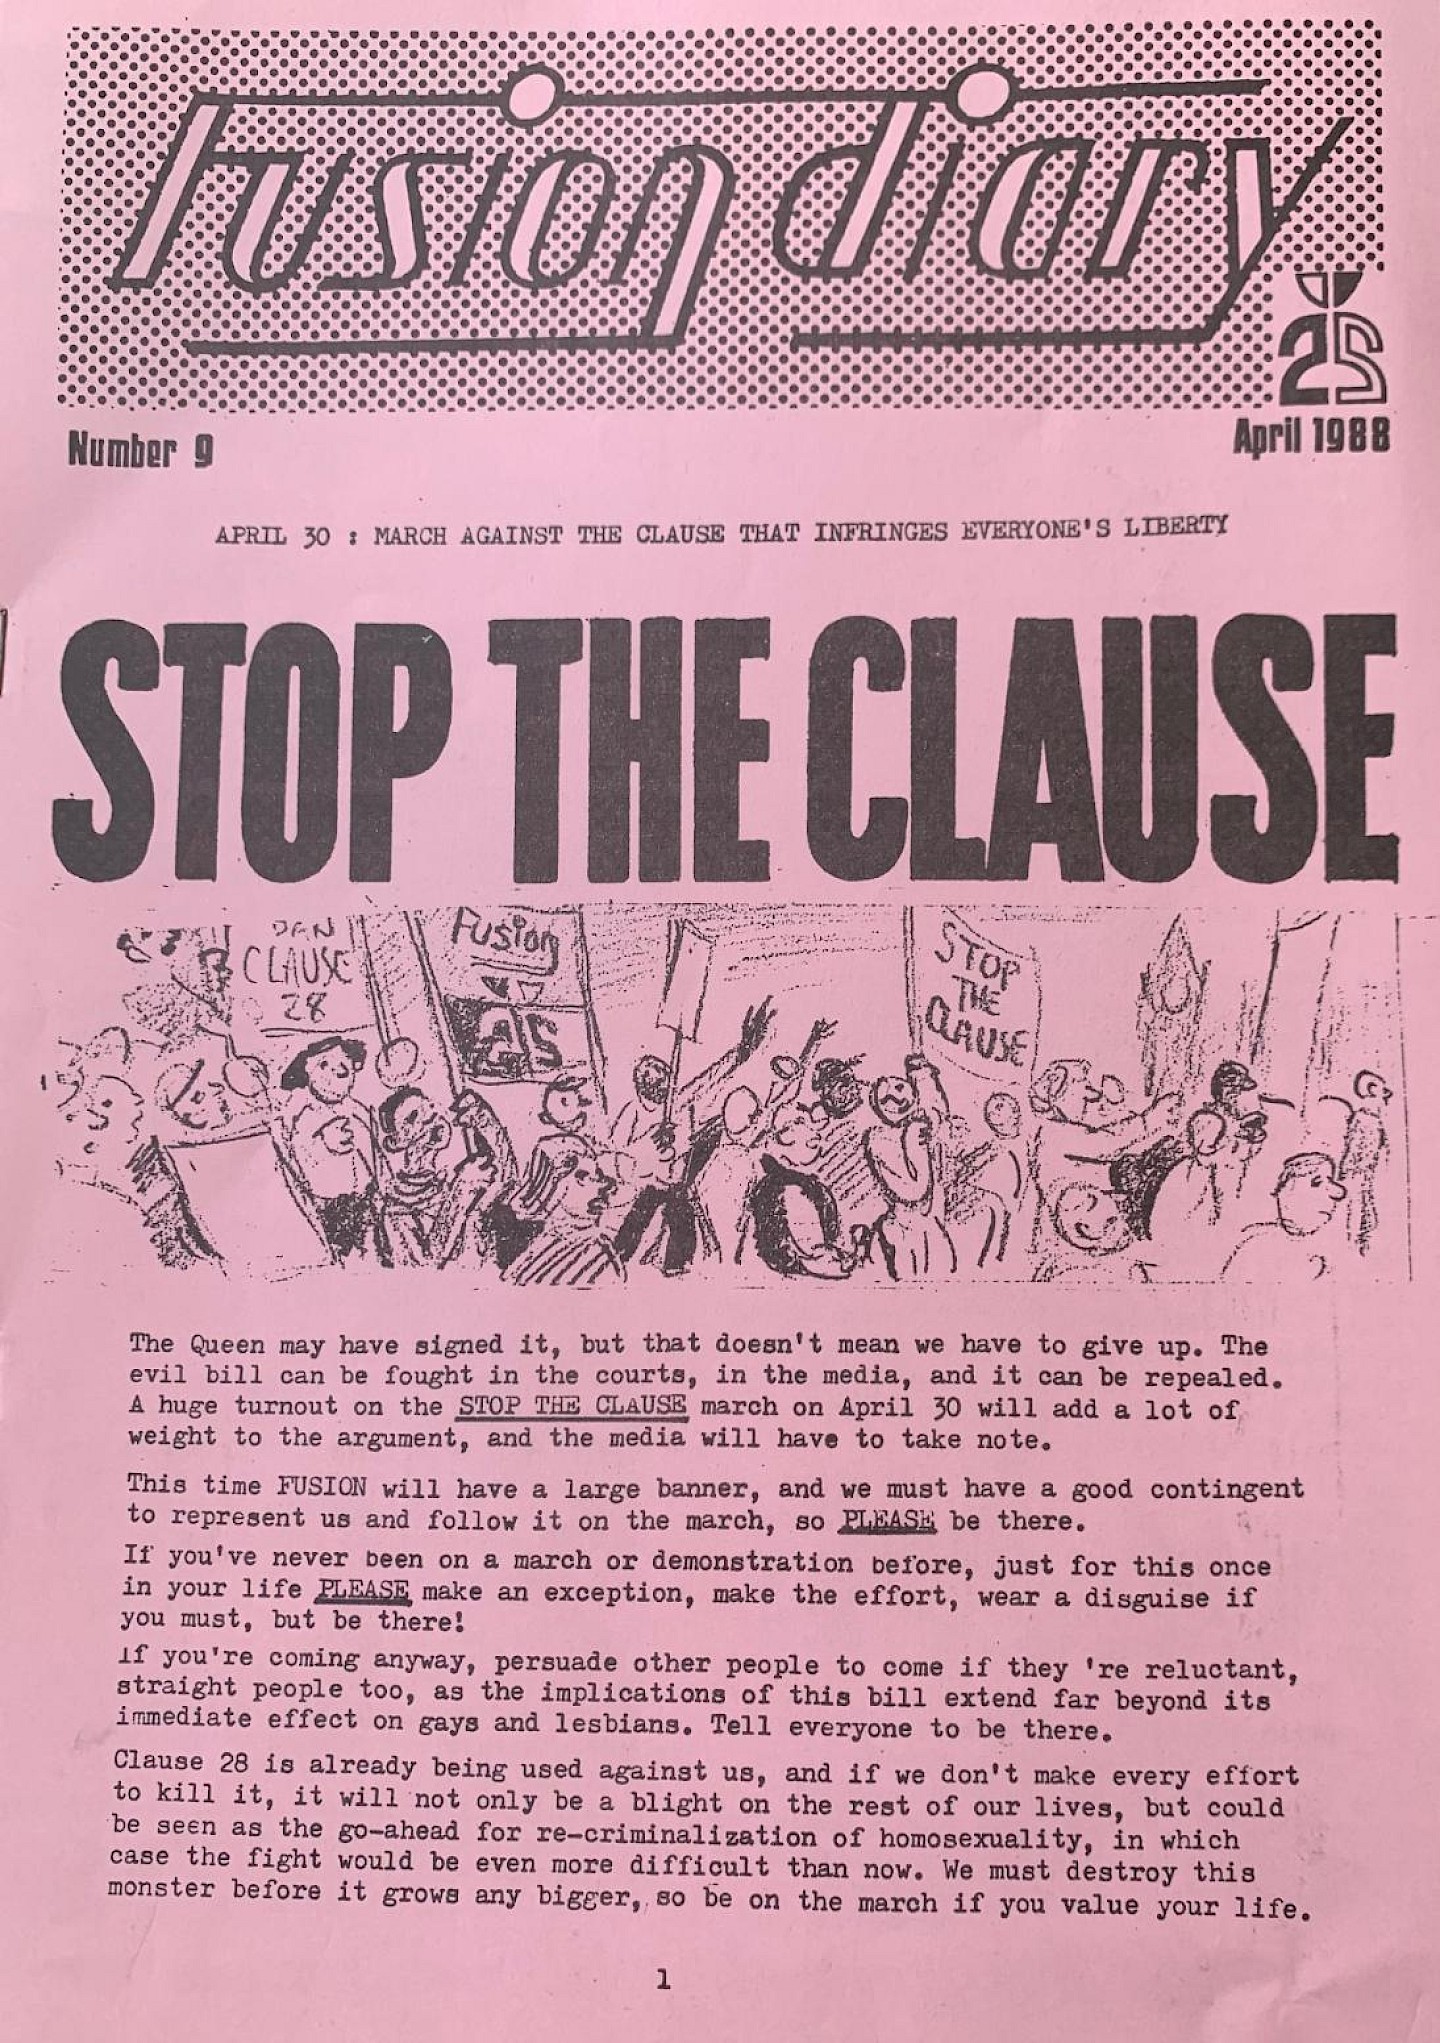 fusion diary
25
Number 9
April 1988
APRIL 30 : MARCH AGAINST THE CLAUSE THAT INFRINGES EVERYONE'S LIBERTY
STOP THE CLAUSE
CLAUSE
28
Fusion
STOP
THE
CLAUSE
The Queen may have signed it, but that doesn't mean we have to give up. The
evil bill can be fought in the courts, in the media, and it can be repealed.
A huge turnout on the STOP THE CLAUSE march on April 30 will add a lot of
weight to the argument, and the media will have to take note.
This time FUSION will have a large banner, and we must have a good contingent
to represent us and follow it on the march, so PLEASE be there.
If you've never been on a march or demonstration before, just for this once
in your life PLEASE make an exception, make the effort, wear a disguise if
you must, but be there!
If you're coming anyway, persuade other people to come if they 're reluctant,
straight people too, as the implications of this bill extend far beyond its
immediate effect on gays and lesbians. Tell everyone to be there.
Clause 28 is already being used against us, and if we don't make every effort
to kill it, it will not only be a blight on the rest of our lives, but could
be seen as the go-ahead for re-criminalization of homosexuality, in which
case the fight would be even more difficult than now. We must destroy this
monster before it grows any bigger, so be on the march if you value your life.
1